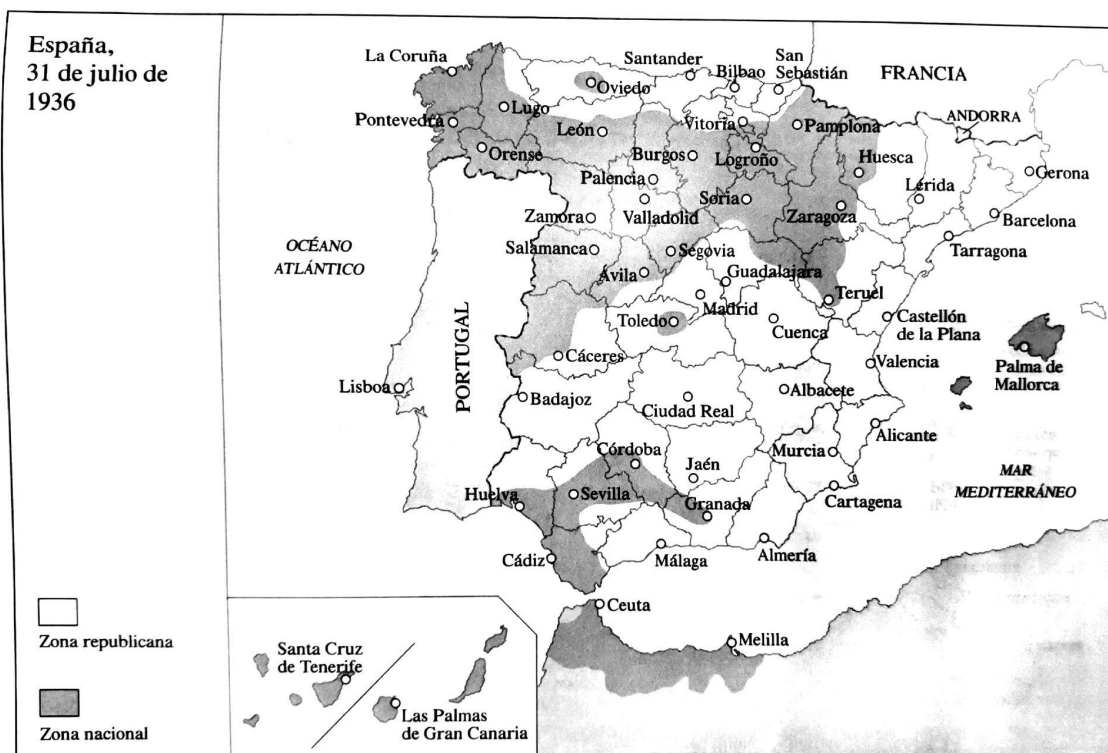 España,
31 de julio de
1936
La Coruña
Santander
Bilbao
San
Sebastián
FRANCIA
Oviedo
Lugo
ANDORRA
Pontevedra
León
Vitoria
Pamplona
Orense
Burgos
Logroño
Huesca
Gerona
Palencia
Lérida
Soria
Zaragoza
Zamora
Valladolid
Barcelona
Tarragona
OCÉANO
ATLÁNTICO
Salamanca
Segovia
Ávila
Guadalajara
Teruel
Madrid
Toledo
Cuenca
Castellón
de la Plana
PORTUGAL
Cáceres
Valencia
Palma de
Mallorca
Lisboa
Badajoz
Ciudad Real
Albacete
Alicante
Córdoba
Murcia
Jaén
MAR
MEDITERRÁNEO
Huelva
Sevilla
Granada
Cartagena
Cádiz
Málaga
Almería
Ceuta
Melilla
Zona republicana
Zona nacional
Santa Cruz
de Tenerife
Las Palmas
de Gran Canaria